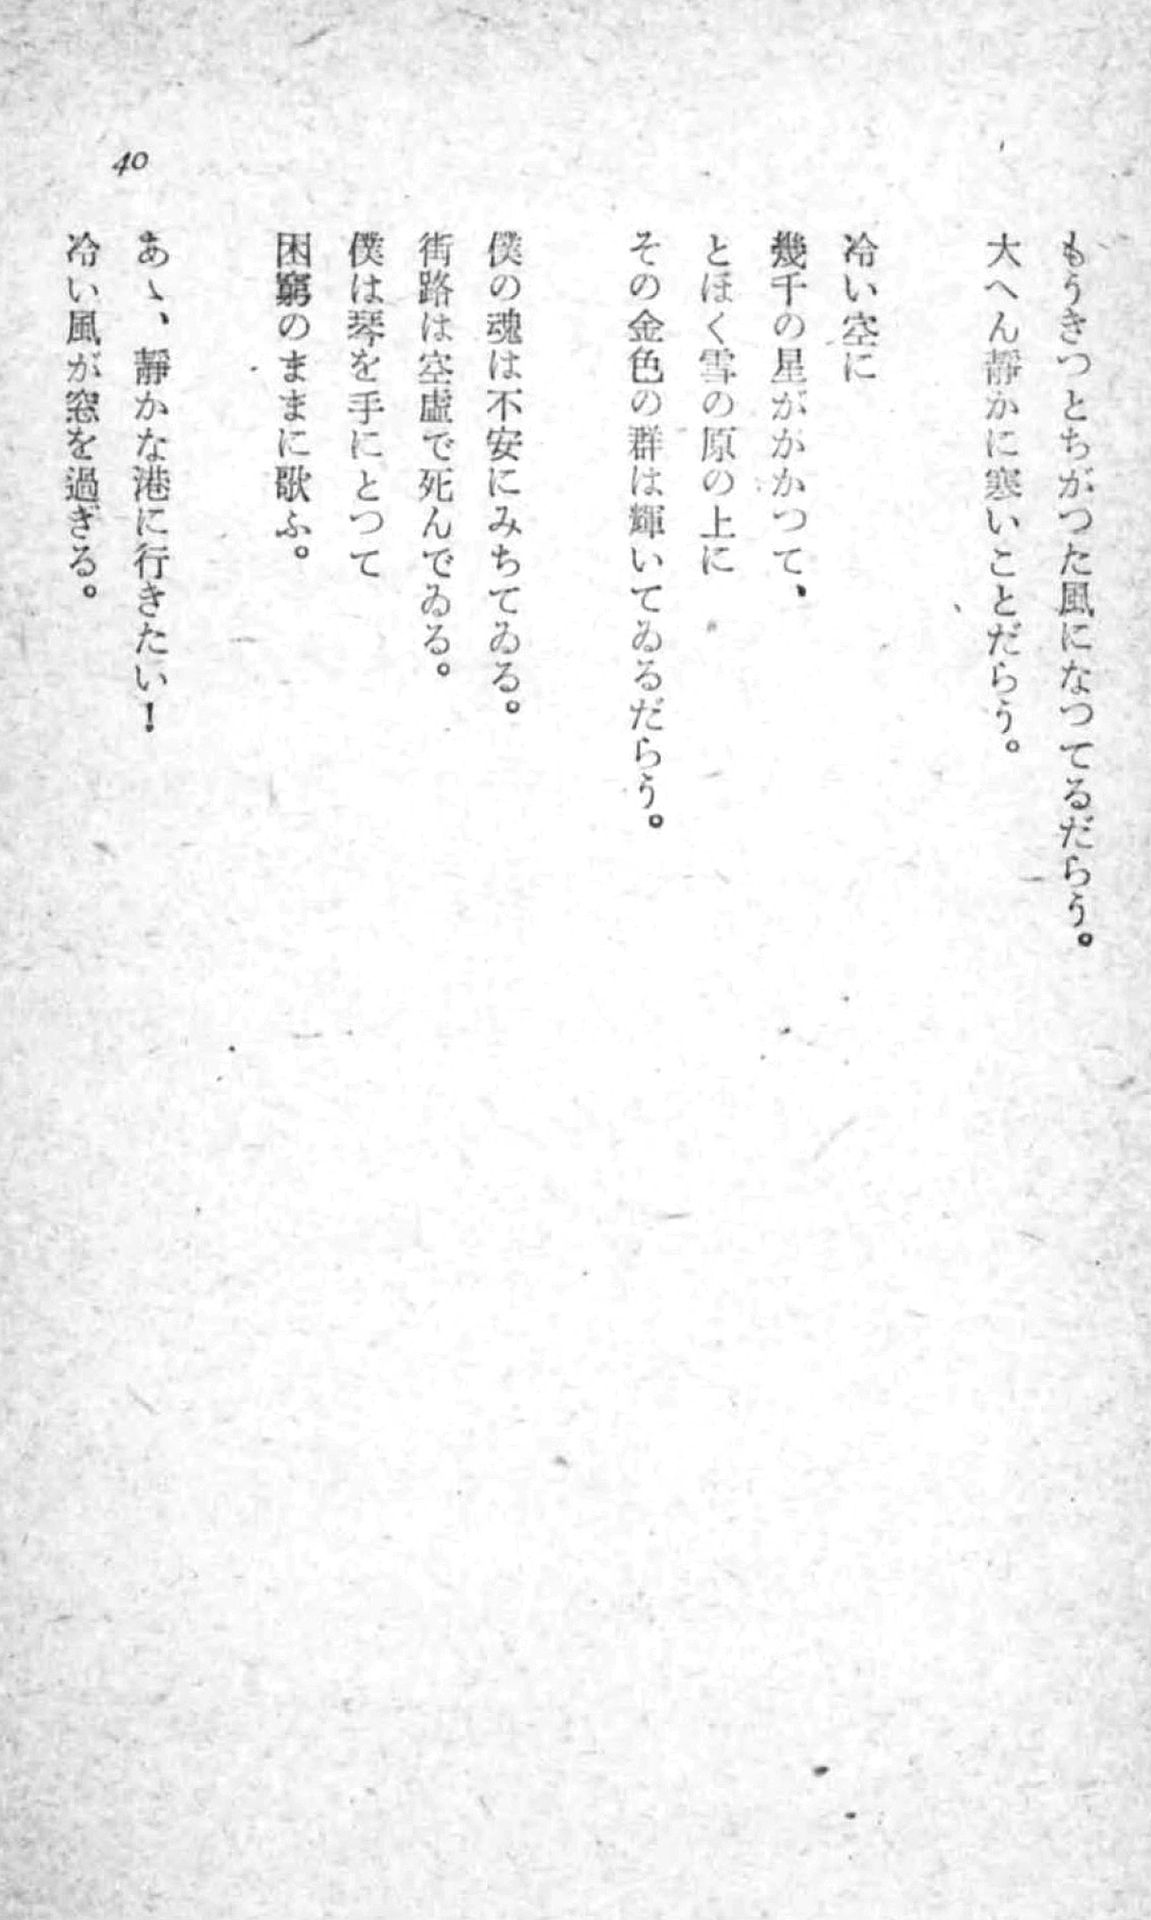 もうきつとちがつた風になつてるだらう。
大へん靜かに寒いことだらう。
冷い空に
幾千の星がかかつて、
とほく雪の原の上に
その金色の群は輝いてゐるだらう。
僕の魂は不安にみちてゐる。
街路は空虛で死んでゐる。
僕は琴を手にとつて
困窮のままに歌ふ。
あゝ、靜かな港に行きたい！
冷い風が窓を過ぎる。
40